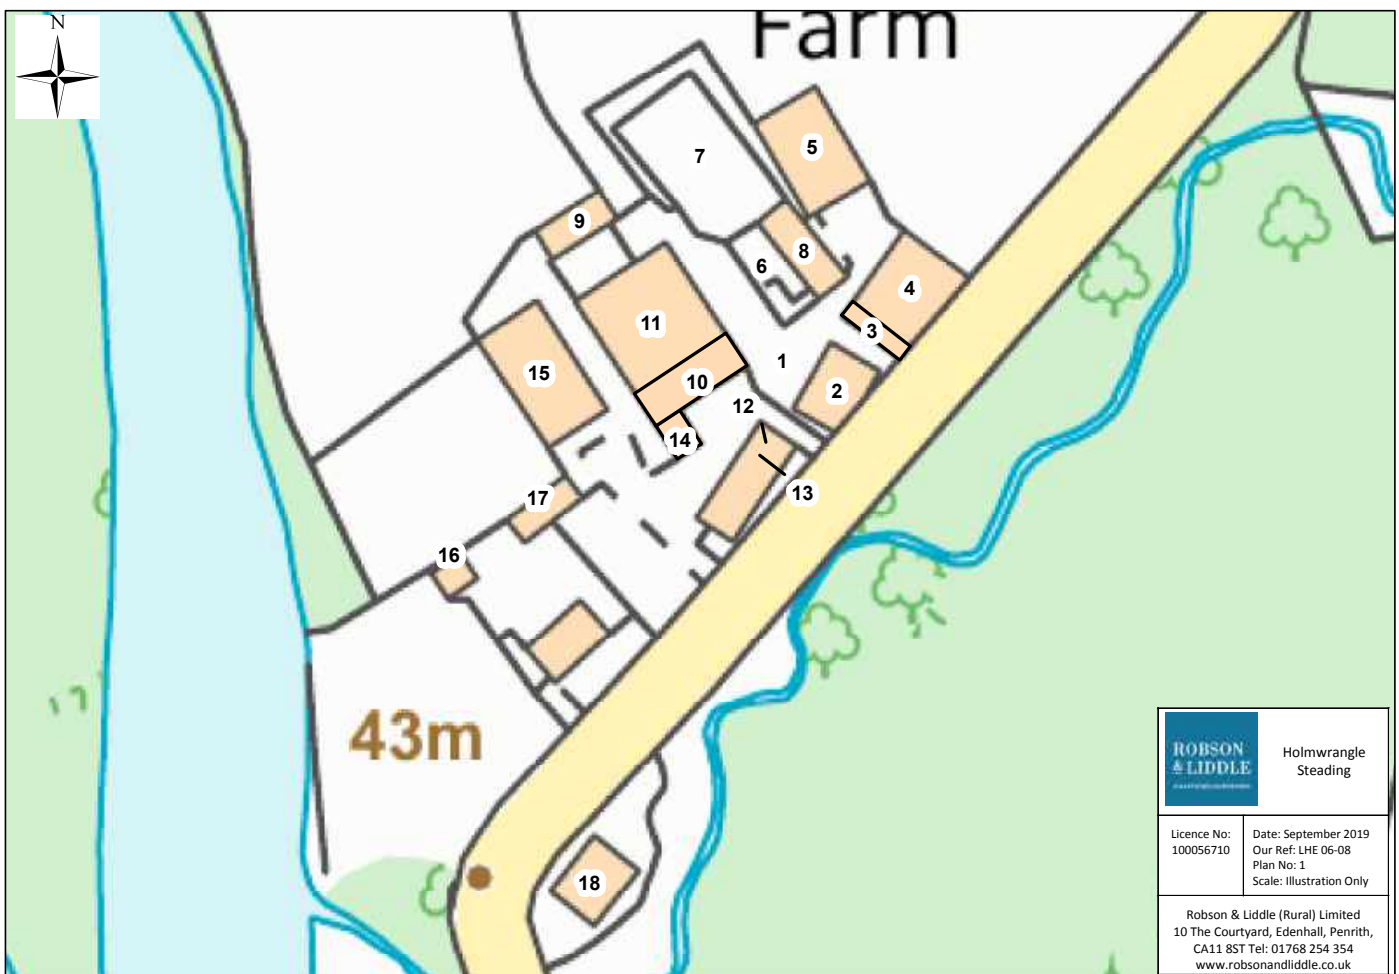 N
Farm
7
5
9
8
6
4
11
3
1
15
10
2
12
14
13
17
16
43m
18
ROBSON
& LIDDLE
Holmwrangle
Steading
Licence No:
100056710
Date: September 2019
Our Ref: LHE 06-08
Plan No: 1
Scale: Illustration Only
Robson & Liddle (Rural) Limited
10 The Courtyard, Edenhall, Penrith,
CA11 8ST Tel: 01768 254 354
www.robsonandliddle.co.uk